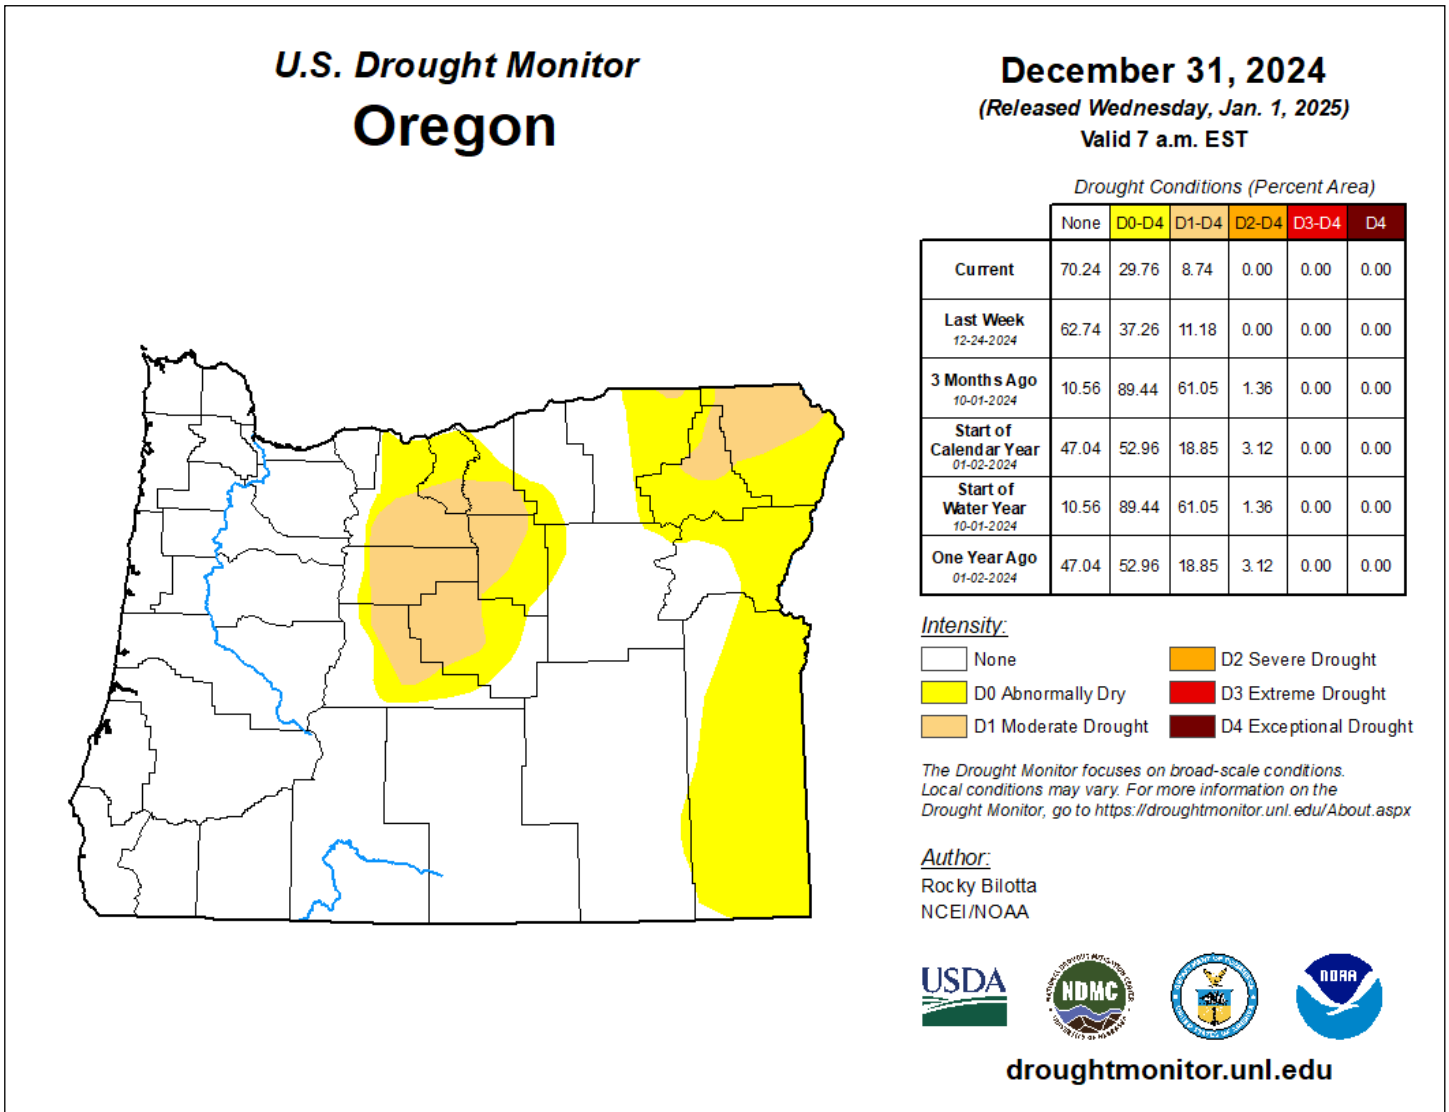 U.S. Drought Monitor
Oregon
December 31, 2024
(Released Wednesday, Jan. 1, 2025)
Valid 7 a.m. EST
Drought Conditions (Percent Area)
None D0-D4 D1-D4 D2-D4 D3-D4 D4
Current 70.24 29.76 8.74 0.00 0.00 0.00
Last Week
12-24-2024 62.74 37.26 11.18 0.00 0.00 0.00
3 Months Ago
10-01-2024 10.56 89.44 61.05 1.36 0.00 0.00
Start of
Calendar Year
01-02-2024 47.04 52.96 18.85 3.12 0.00 0.00
Start of
Water Year
10-01-2024 10.56 89.44 61.05 1.36 0.00 0.00
One Year Ago
01-02-2024 47.04 52.96 18.85 3.12 0.00 0.00
Intensity:
None
D0 Abnormally Dry
D1 Moderate Drought
D2 Severe Drought
D3 Extreme Drought
D4 Exceptional Drought
The Drought Monitor focuses on broad-scale conditions.
Local conditions may vary. For more information on the
Drought Monitor, go to https://droughtmonitor.unl.edu/About.aspx
Author:
Rocky Bilotta
NCEI/NOAA
USDA
NDMC
NOAA
droughtmonitor.unl.edu